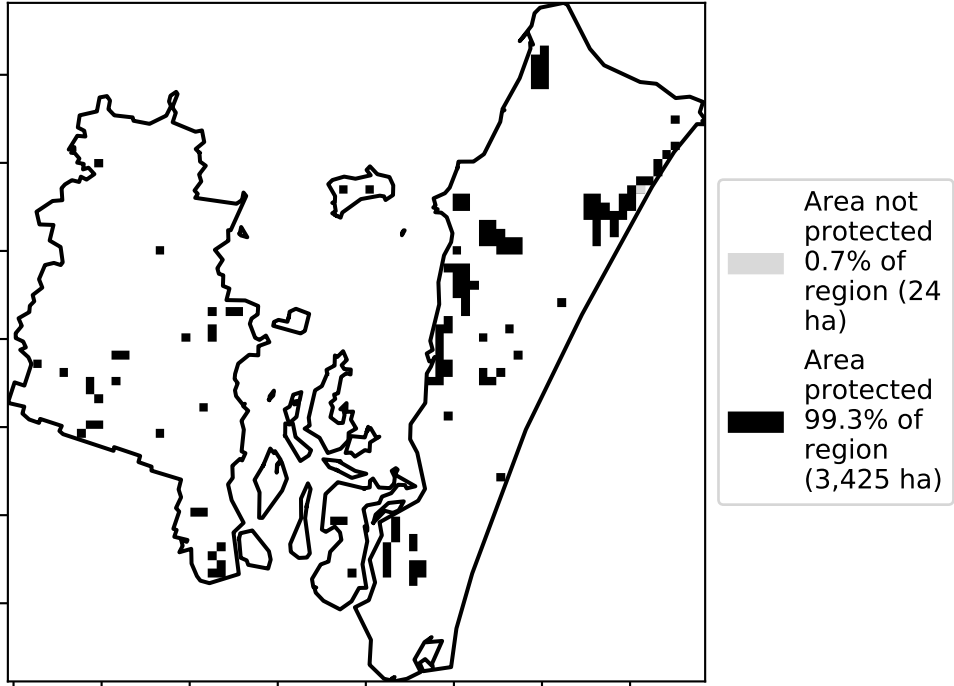 Area not
protected
0.7% of
region (24
ha)
Area
protected
99.3% of
region
(3,425 ha)